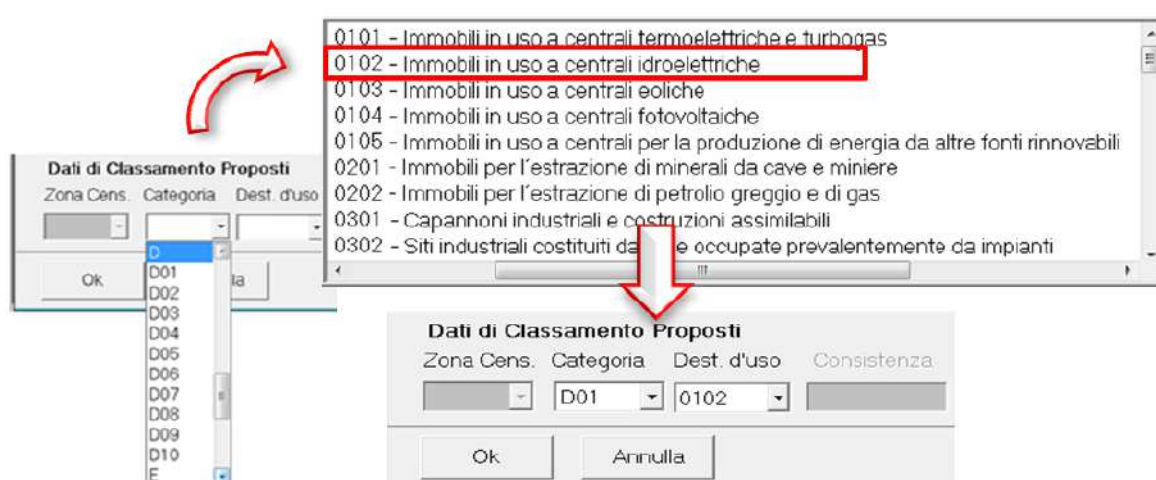 0101 - Immobili in uso a centrali termoelettriche e turbogas
0102 - Immobili in uso a centrali idroelettriche
0103 - Immobili in uso a centrali eoliche
0104 - Immobili in uso a centrali fotovoltaiche
0105 - Immobili in uso a centrali per la produzione di energia da altre fonti rinnovabili
0201 - Immobili per l'estrazione di minerali da cave e miniere
0202 - Immobili per l'estrazione di petrolio greggio e di gas
0301 - Capannoni industriali e costruzioni assimilabili
0302 - Siti industriali costituiti da e occupate prevalentemente da impianti
Dati di Classamento Proposti
Zona Cens. Categoria Dest. d'uso
Ok la
D
D01
D02
D03
D04
D05
D06
D07
D08
D09
D10
E
Dati di Classamento Proposti
Zona Cens. Categoria Dest. d'uso Consistenza
D01 0102
Ok Annulla